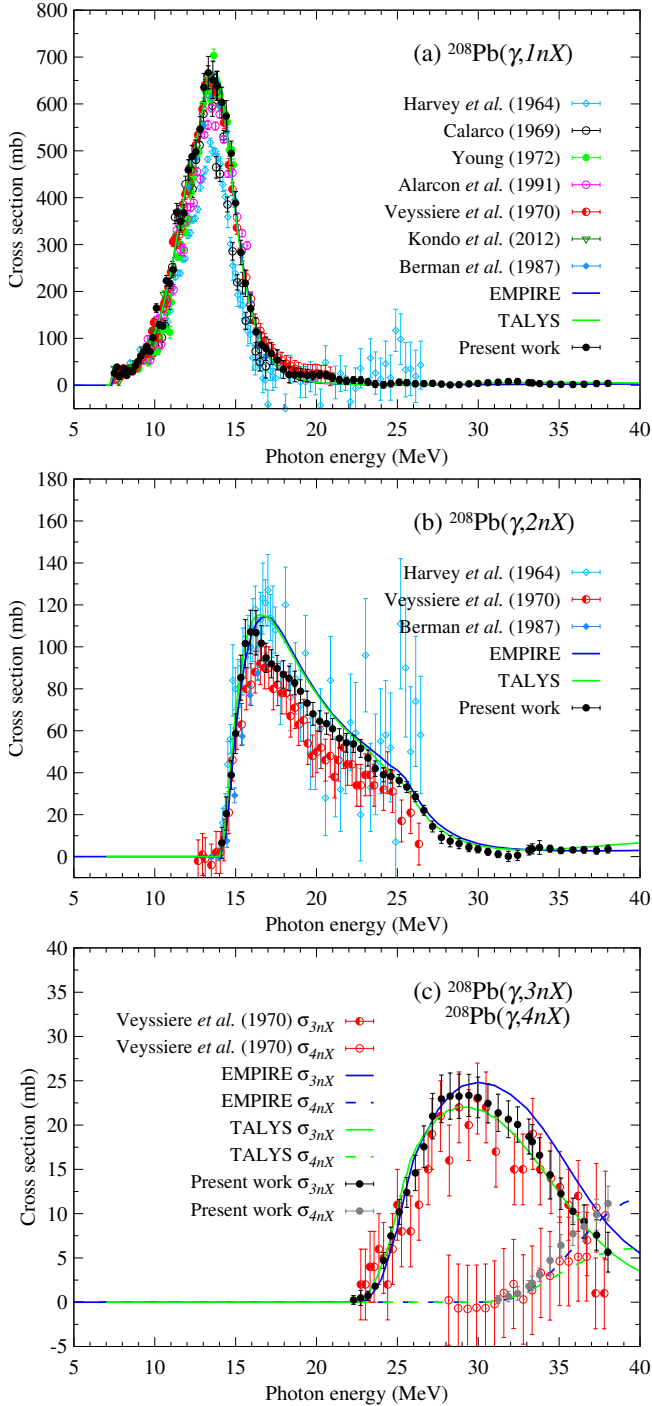 800
700
600
500
400
300
200
100
0
Cross section (mb)
(a) ²⁰⁸Pb(γ,1nX)
Harvey et al. (1964)
Calarco (1969)
Young (1972)
Alarcon et al. (1991)
Veyssiere et al. (1970)
Kondo et al. (2012)
Berman et al. (1987)
EMPIRE
TALYS
Present work
5 10 15 20 25 30 35 40
Photon energy (MeV)
180
160
140
120
100
80
60
40
20
0
Cross section (mb)
(b) ²⁰⁸Pb(γ,2nX)
Harvey et al. (1964)
Veyssiere et al. (1970)
Berman et al. (1987)
EMPIRE
TALYS
Present work
5 10 15 20 25 30 35 40
Photon energy (MeV)
40
35
30
25
20
15
10
5
0
-5
Cross section (mb)
(c) ²⁰⁸Pb(γ,3nX)
²⁰⁸Pb(γ,4nX)
Veyssiere et al. (1970) σ3nX
Veyssiere et al. (1970) σ4nX
EMPIRE σ3nX
EMPIRE σ4nX
TALYS σ3nX
TALYS σ4nX
Present work σ3nX
Present work σ4nX
5 10 15 20 25 30 35 40
Photon energy (MeV)